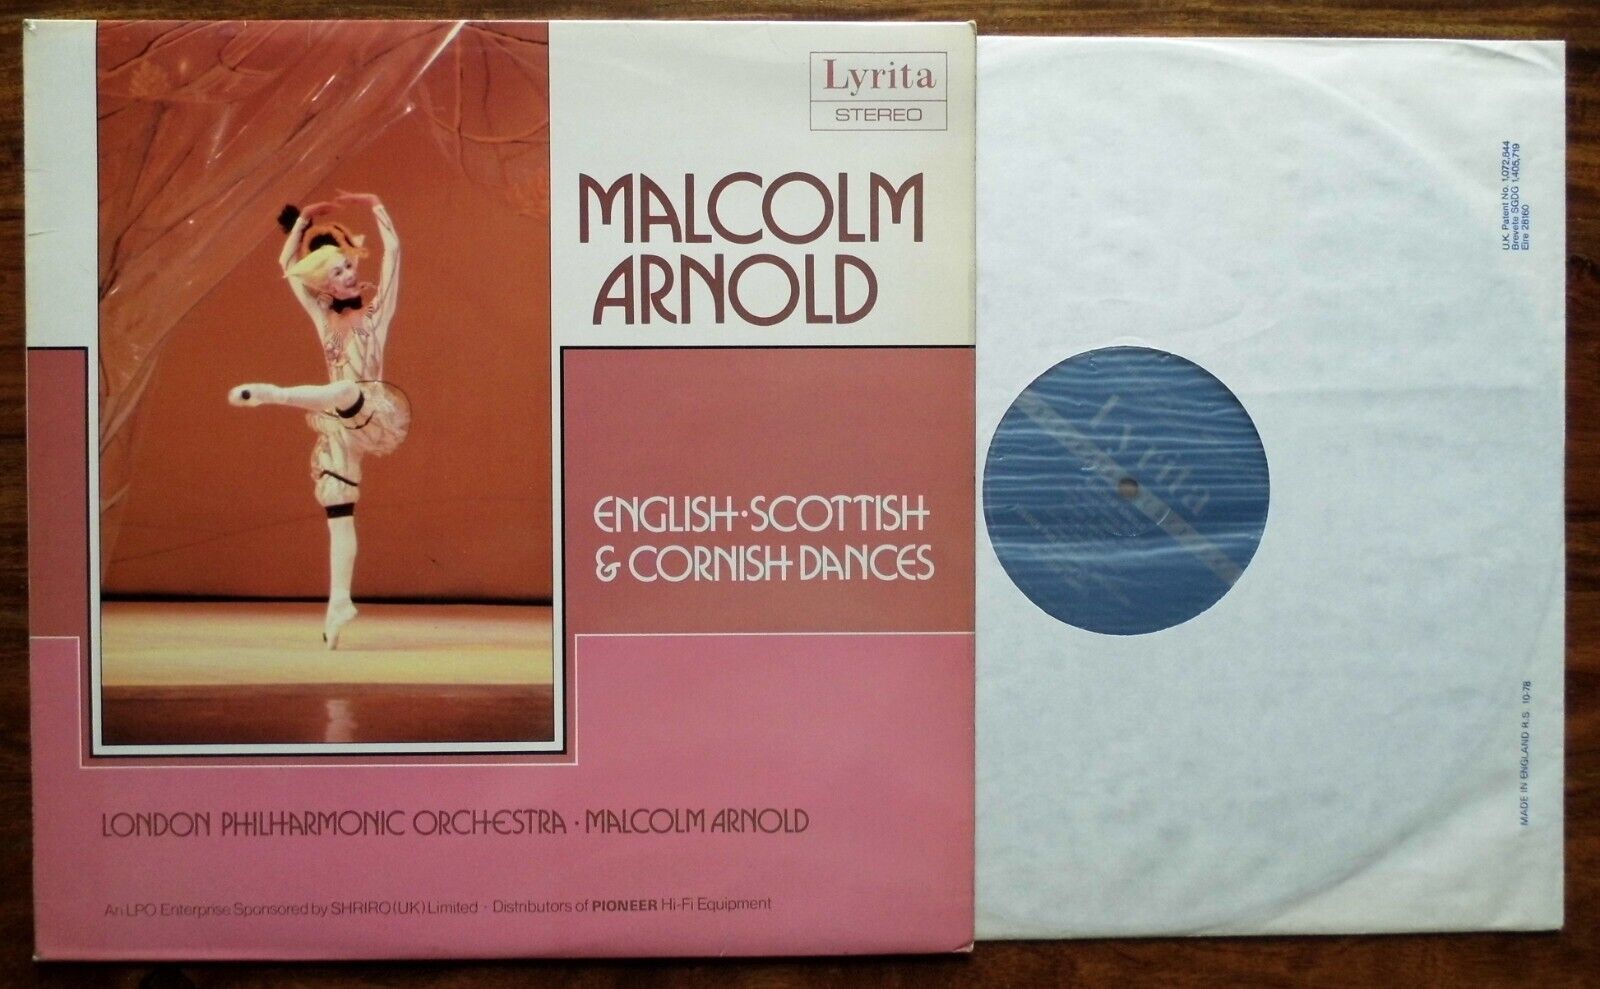 Lyrita
STEREO
MALCOLM
ARNOLD
ENGLISH·SCOTTISH
& CORNISH DANCES
LONDON PHILHARMONIC ORCHESTRA · MALCOLM ARNOLD
An LPO Enterprise Sponsored by SHRIRO (UK) Limited · Distributors of PIONEER Hi-Fi Equipment
Lyrita
U.K. Patent No. 1,072,844
Brevete SGDG 1,405,719
Eire 28160
MADE IN ENGLAND R.S. 10-78